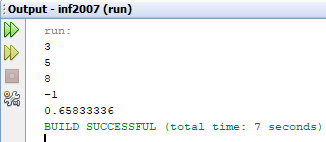 Output - inf2007 (run)
run:
3
5
8
-1
0.65833336
BUILD SUCCESSFUL (total time: 7 seconds)